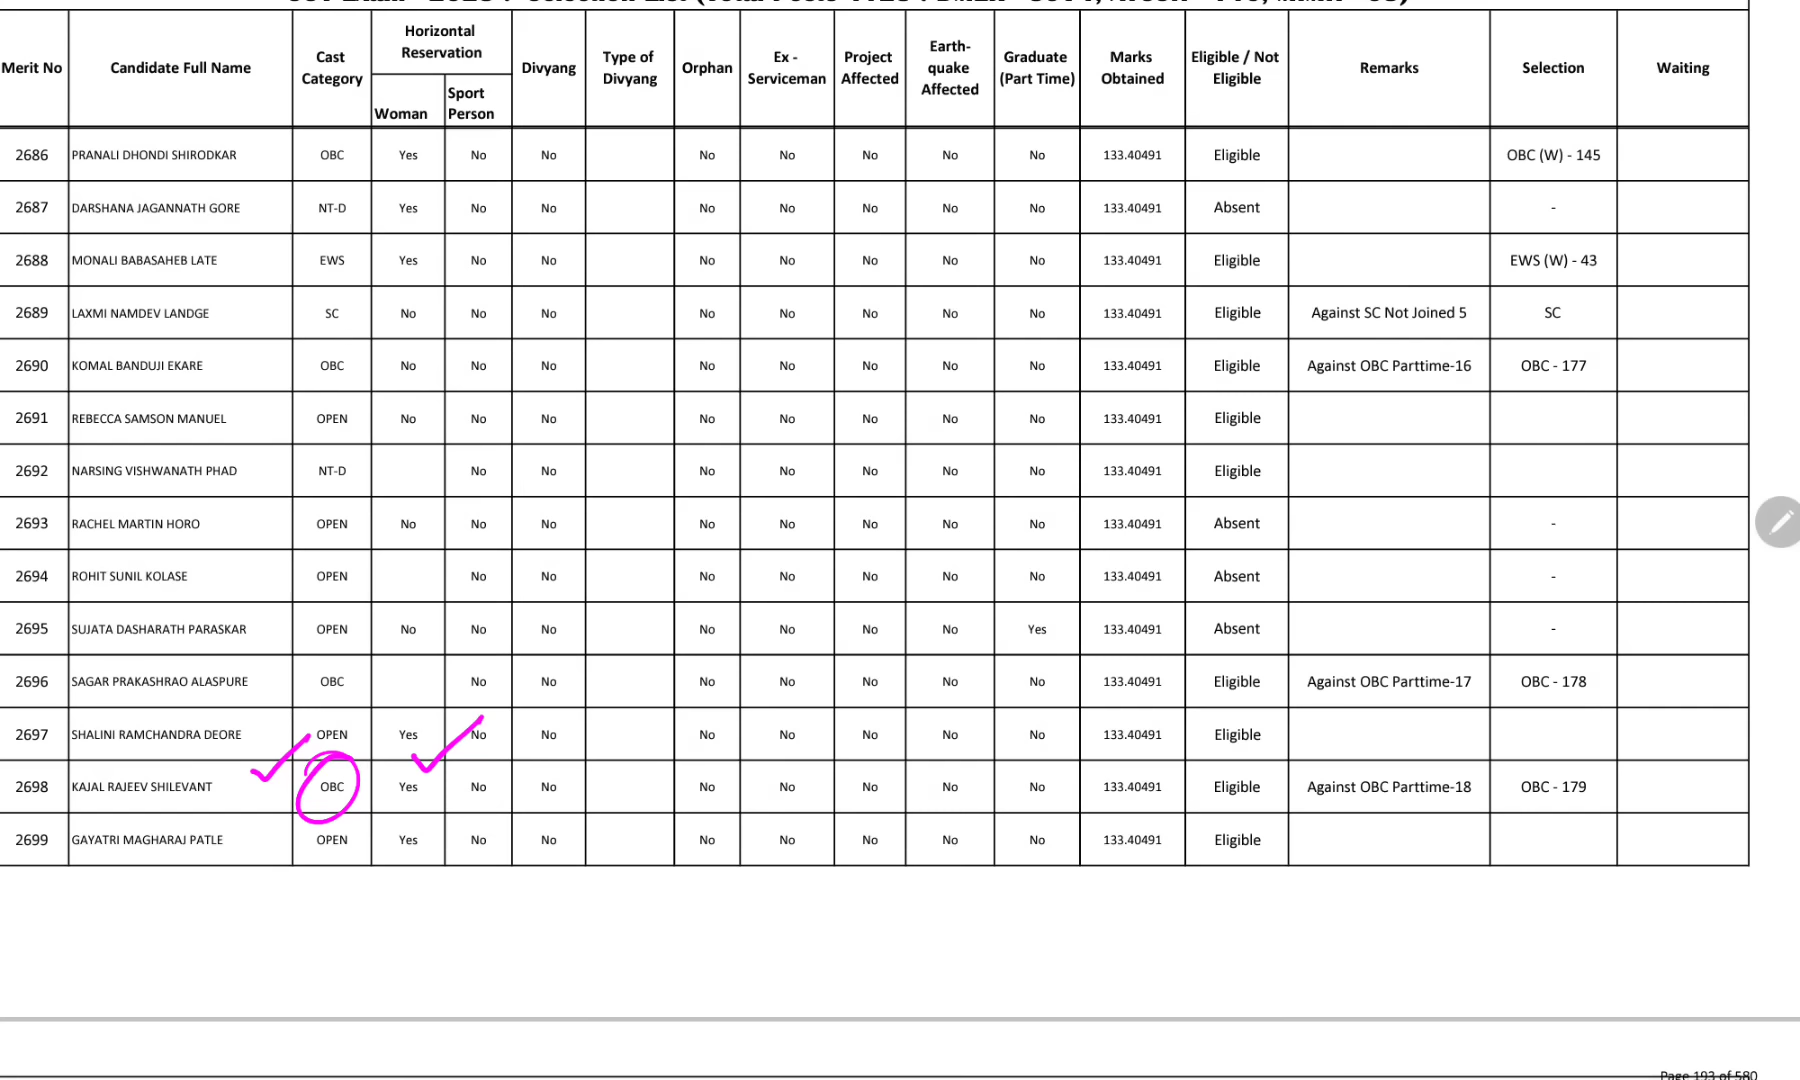 Merit No | Candidate Full Name | Cast Category | Horizontal Reservation | Divyang | Type of Divyang | Orphan | Ex - Serviceman | Project Affected | Earth- quake Affected | Graduate (Part Time) | Marks Obtained | Eligible / Not Eligible | Remarks | Selection | Waiting
Woman | Sport Person
2686 | PRANALI DHONDI SHIRODKAR | OBC | Yes | No | No | No | No | No | No | No | 133.40491 | Eligible | OBC (W) - 145
2687 | DARSHANA JAGANNATH GORE | NT-D | Yes | No | No | No | No | No | No | No | 133.40491 | Absent | -
2688 | MONALI BABASAHEB LATE | EWS | Yes | No | No | No | No | No | No | No | 133.40491 | Eligible | EWS (W) - 43
2689 | LAXMI NAMDEV LANDGE | SC | No | No | No | No | No | No | No | No | 133.40491 | Eligible | Against SC Not Joined 5 | SC
2690 | KOMAL BANDUJI EKARE | OBC | No | No | No | No | No | No | No | No | 133.40491 | Eligible | Against OBC Parttime-16 | OBC - 177
2691 | REBECCA SAMSON MANUEL | OPEN | No | No | No | No | No | No | No | No | 133.40491 | Eligible
2692 | NARSING VISHWANATH PHAD | NT-D | No | No | No | No | No | No | No | 133.40491 | Eligible
2693 | RACHEL MARTIN HORO | OPEN | No | No | No | No | No | No | No | No | 133.40491 | Absent | -
2694 | ROHIT SUNIL KOLASE | OPEN | No | No | No | No | No | No | No | 133.40491 | Absent | -
2695 | SUJATA DASHARATH PARASKAR | OPEN | No | No | No | No | No | No | No | Yes | 133.40491 | Absent | -
2696 | SAGAR PRAKASHRAO ALASPURE | OBC | No | No | No | No | No | No | No | 133.40491 | Eligible | Against OBC Parttime-17 | OBC - 178
2697 | SHALINI RAMCHANDRA DEORE | OPEN | Yes | No | No | No | No | No | No | No | 133.40491 | Eligible
2698 | KAJAL RAJEEV SHILEVANT | OBC | Yes | No | No | No | No | No | No | No | 133.40491 | Eligible | Against OBC Parttime-18 | OBC - 179
2699 | GAYATRI MAGHARAJ PATLE | OPEN | Yes | No | No | No | No | No | No | No | 133.40491 | Eligible
Page 193 of 580